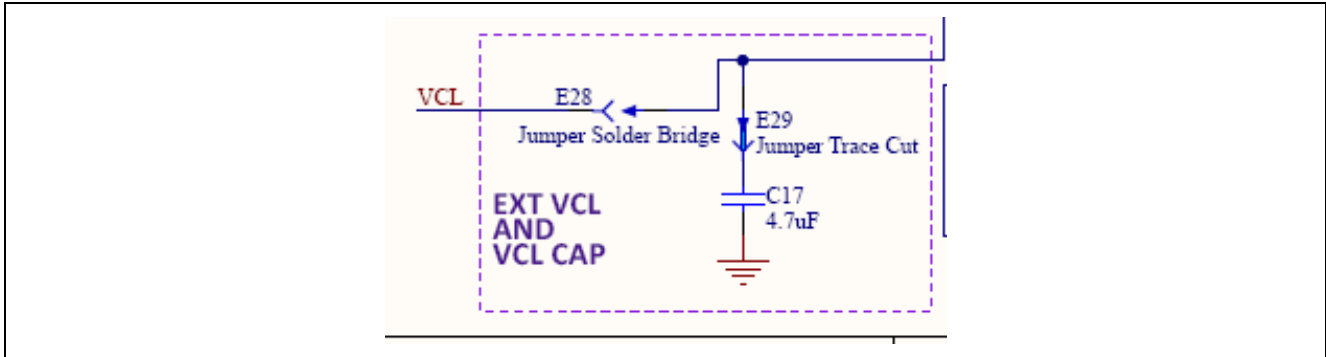 VCL
E28
Jumper Solder Bridge
E29
Jumper Trace Cut
C17
4.7uF
EXT VCL
AND
VCL CAP